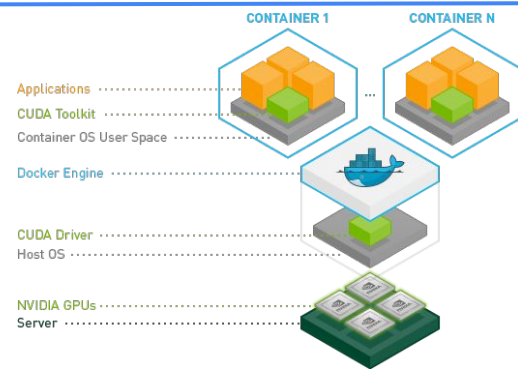 CONTAINER 1
CONTAINER N
Applications
...
CUDA Toolkit
Container OS User Space
Docker Engine
CUDA Driver
Host OS
NVIDIA GPUs
Server